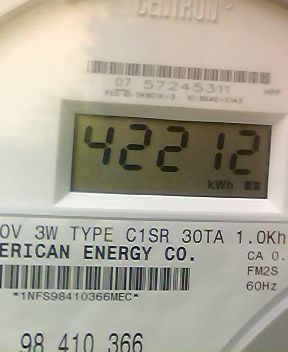 CENTRON
07 57245311
42212
kWh
0V 3W TYPE C1SR 30TA 1.0Kh
ERICAN ENERGY CO.
CA 0.
FM2S
60Hz
*1NFS98410366MEC*
98 410 366